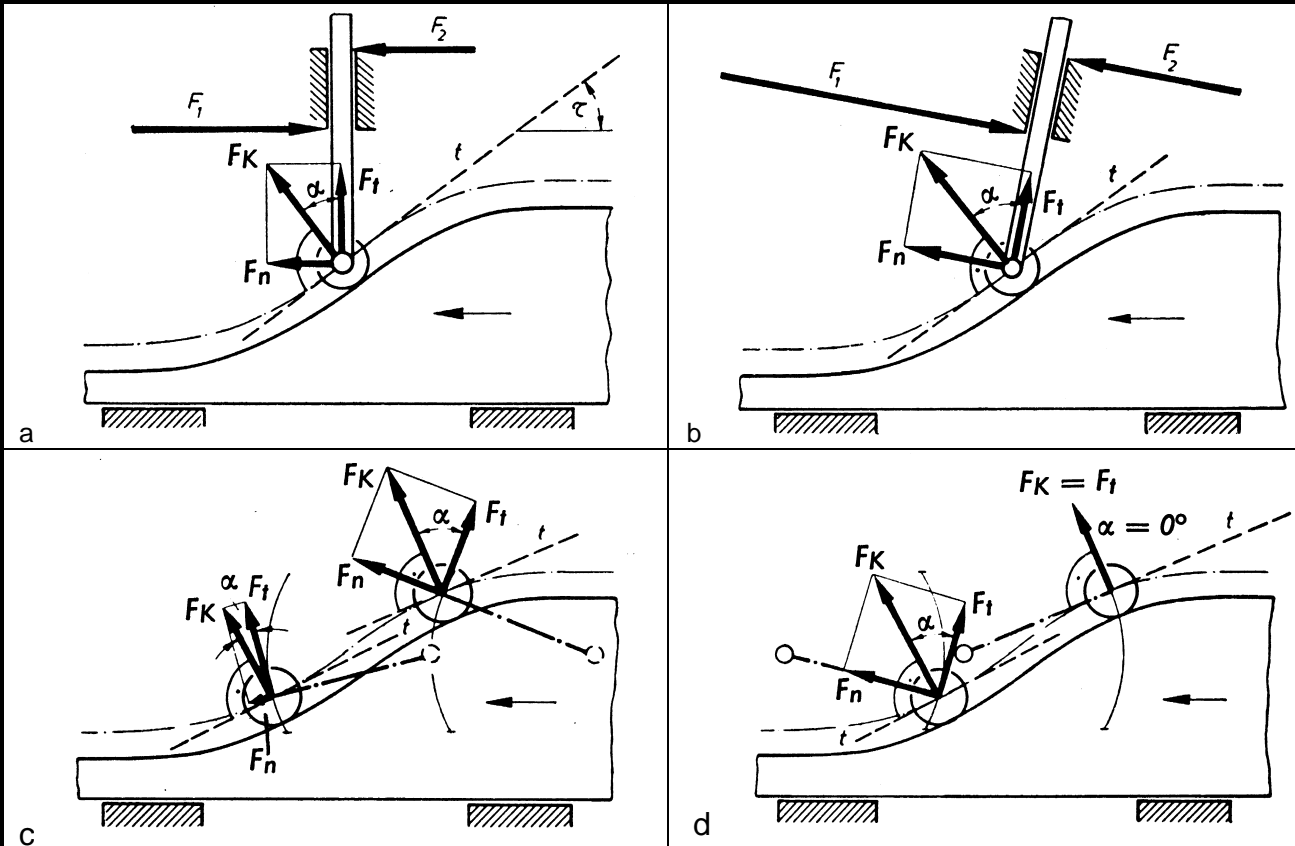 F2
F1
τ
t
FK
α
Ft
Fn
a
F1
F2
FK
t
α
Ft
Fn
b
FK
α
Ft
t
Fn
α
Ft
FK
t
Fn
c
FK = Ft
α = 0°
t
FK
Ft
α
Fn
t
d